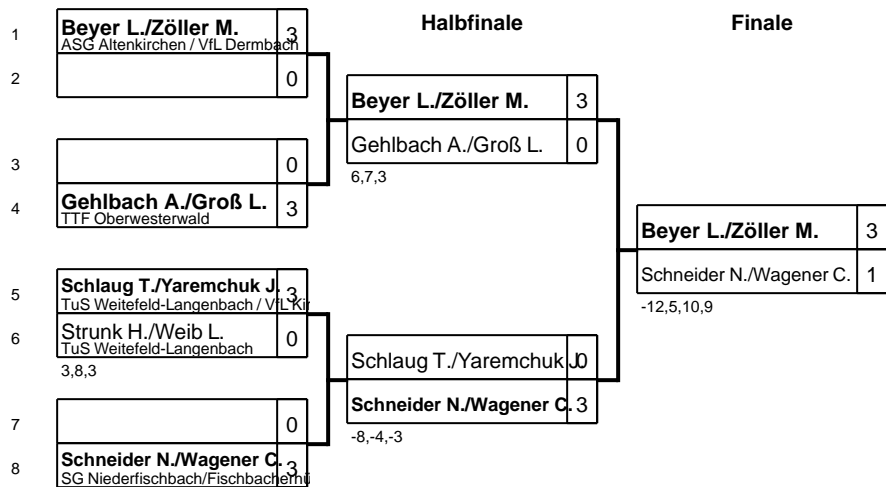 Halbfinale
Finale
1
Beyer L./Zöller M. 3
ASG Altenkirchen / VfL Dermbach
2
0
3
0
4
Gehlbach A./Groß L. 3
TTF Oberwesterwald
5
Schlaug T./Yaremchuk J. 3
TuS Weitefeld-Langenbach / VfL Kir
6
Strunk H./Weib L. 0
TuS Weitefeld-Langenbach
3,8,3
7
0
8
Schneider N./Wagener C. 3
SG Niederfischbach/Fischbacherhü
Beyer L./Zöller M. 3
Gehlbach A./Groß L. 0
6,7,3
Schlaug T./Yaremchuk J. 0
Schneider N./Wagener C. 3
-8,-4,-3
Beyer L./Zöller M. 3
Schneider N./Wagener C. 1
-12,5,10,9